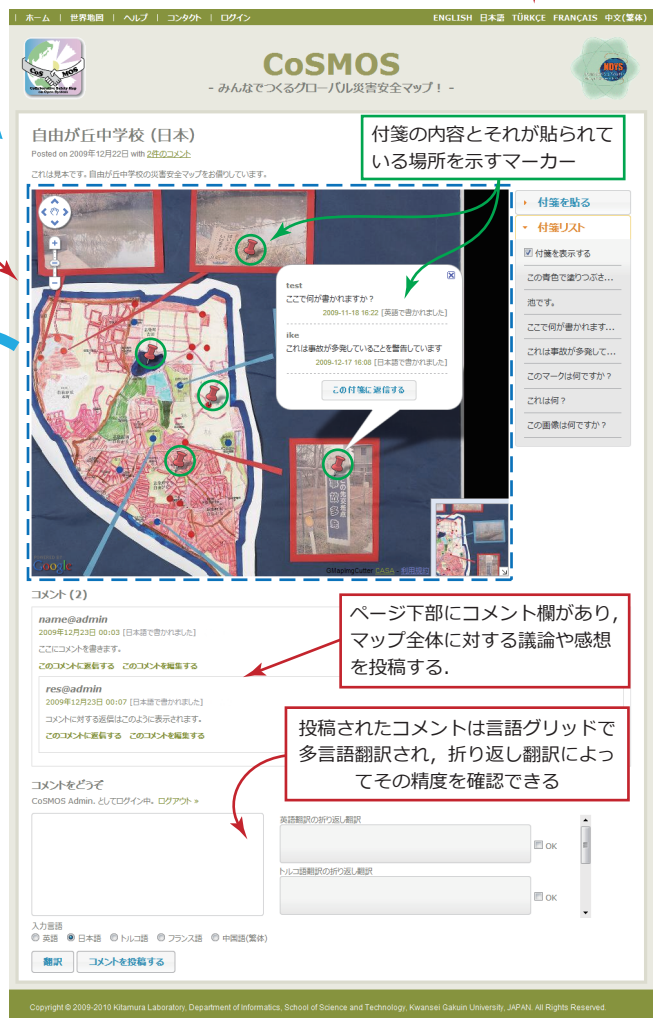 | ホーム | 世界地図 | ヘルプ | コンタクト | ログイン
ENGLISH 日本語 TÜRKÇE FRANÇAIS 中文(繁体)
CoS MOS
NDYS
CoSMOS
- みんなでつくるグローバル災害安全マップ！ -
自由が丘中学校 (日本)
Posted on 2009年12月22日 with 2件のコメント
これは見本です。自由が丘中学校の災害安全マップをお借りしています。
付箋の内容とそれが貼られて
いる場所を示すマーカー
付箋を貼る
付箋リスト
付箋を表示する
この青色で塗りつぶさ...
池です。
ここで何が書かれます...
これは事故が多発して...
このマークは何ですか？
これは何？
この画像は何ですか？
test
ここで何が書かれますか？
2009-11-18 16:22 [英語で書かれました]
ike
これは事故が多発していることを警告しています
2009-12-17 16:08 [日本語で書かれました]
この付箋に返信する
事故多発
Google
GMapImgCutter CASA - 利用規約
コメント (2)
name@admin
2009年12月23日 00:03 [日本語で書かれました]
ここにコメントを書きます。
このコメントに返信する このコメントを編集する
res@admin
2009年12月23日 00:07 [日本語で書かれました]
コメントに対する返信はこのように表示されます。
このコメントに返信する このコメントを編集する
ページ下部にコメント欄があり，
マップ全体に対する議論や感想
を投稿する．
投稿されたコメントは言語グリッドで
多言語翻訳され，折り返し翻訳によっ
てその精度を確認できる
コメントをどうぞ
CoSMOS Admin. としてログイン中。ログアウト »
英語翻訳の折り返し翻訳
OK
トルコ語翻訳の折り返し翻訳
OK
入力言語
英語 日本語 トルコ語 フランス語 中国語(繁体)
翻訳 コメントを投稿する
Copyright © 2009-2010 Kitamura Laboratory, Department of Informatics, School of Science and Technology, Kwansei Gakuin University, JAPAN. All Rights Reserved.